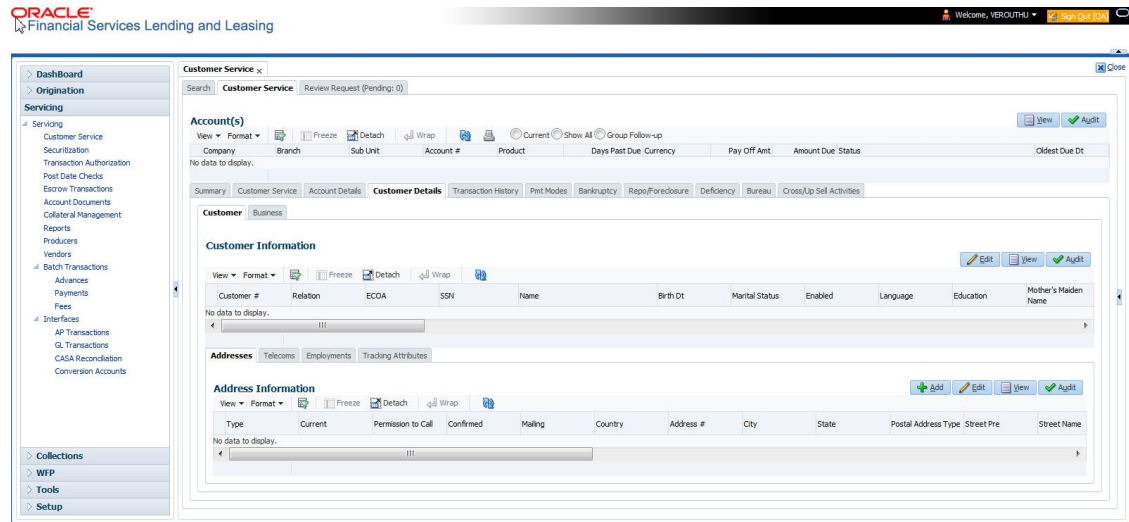 ORACLE
Financial Services Lending and Leasing
Welcome, VEROUTHU
Sign Out [QA]
Close
DashBoard
Origination
Servicing
Servicing
Customer Service
Securitization
Transaction Authorization
Post Date Checks
Escrow Transactions
Account Documents
Collateral Management
Reports
Producers
Vendors
Batch Transactions
Advances
Payments
Fees
Interfaces
AP Transactions
GL Transactions
CASA Reconciliation
Conversion Accounts
Collections
WFP
Tools
Setup
Customer Service x
Search Customer Service Review Request (Pending: 0)
Account(s)
View Audit
View Format Freeze Detach Wrap Current Show All Group Follow-up
Company Branch Sub Unit Account # Product Days Past Due Currency Pay Off Amt Amount Due Status Oldest Due Dt
No data to display.
Summary Customer Service Account Details Customer Details Transaction History Pmt Modes Bankruptcy Repo/Foreclosure Deficiency Bureau Cross/Up Sell Activities
Customer Business
Customer Information
Edit View Audit
View Format Freeze Detach Wrap
Customer # Relation ECOA SSN Name Birth Dt Marital Status Enabled Language Education Mother's Maiden Name
No data to display.
Addresses Telecoms Employments Tracking Attributes
Address Information
Add Edit View Audit
View Format Freeze Detach Wrap
Type Current Permission to Call Confirmed Mailing Country Address # City State Postal Address Type Street Pre Street Name
No data to display.